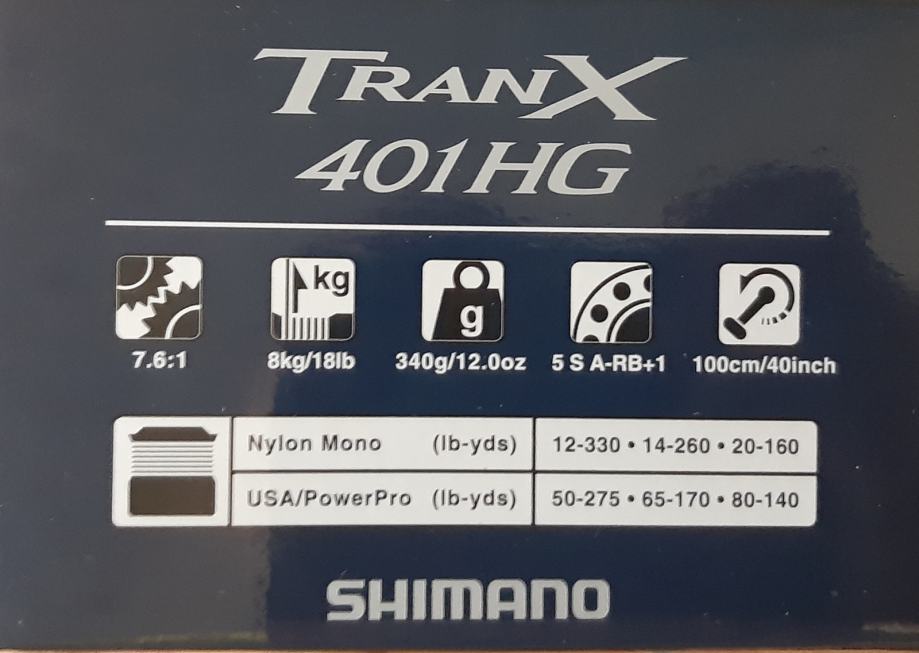 TRANX
401HG
kg
g
7.6:1 8kg/18lb 340g/12.0oz 5 S A-RB+1 100cm/40inch
Nylon Mono (lb-yds) 12-330 • 14-260 • 20-160
USA/PowerPro (lb-yds) 50-275 • 65-170 • 80-140
SHIMANO